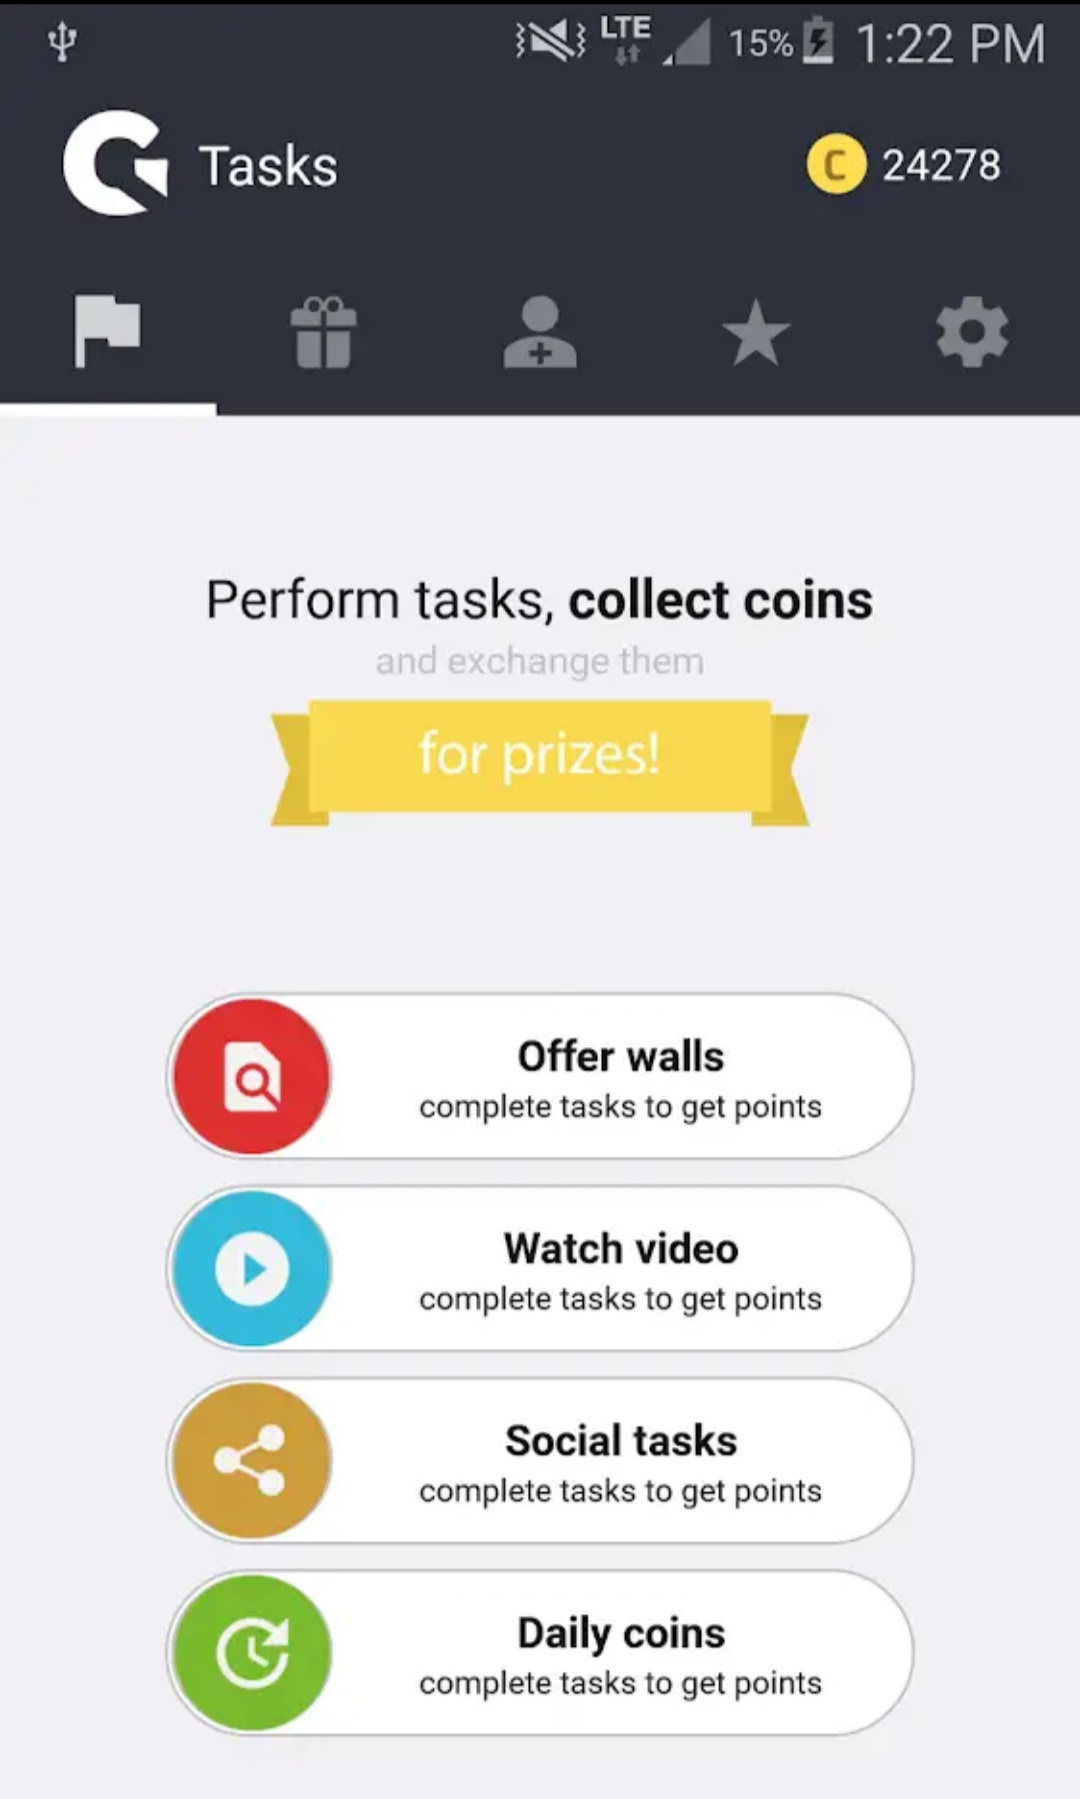 LTE 15% 1:22 PM
Tasks
C 24278
Perform tasks, collect coins
and exchange them
for prizes!
Offer walls
complete tasks to get points
Watch video
complete tasks to get points
Social tasks
complete tasks to get points
Daily coins
complete tasks to get points